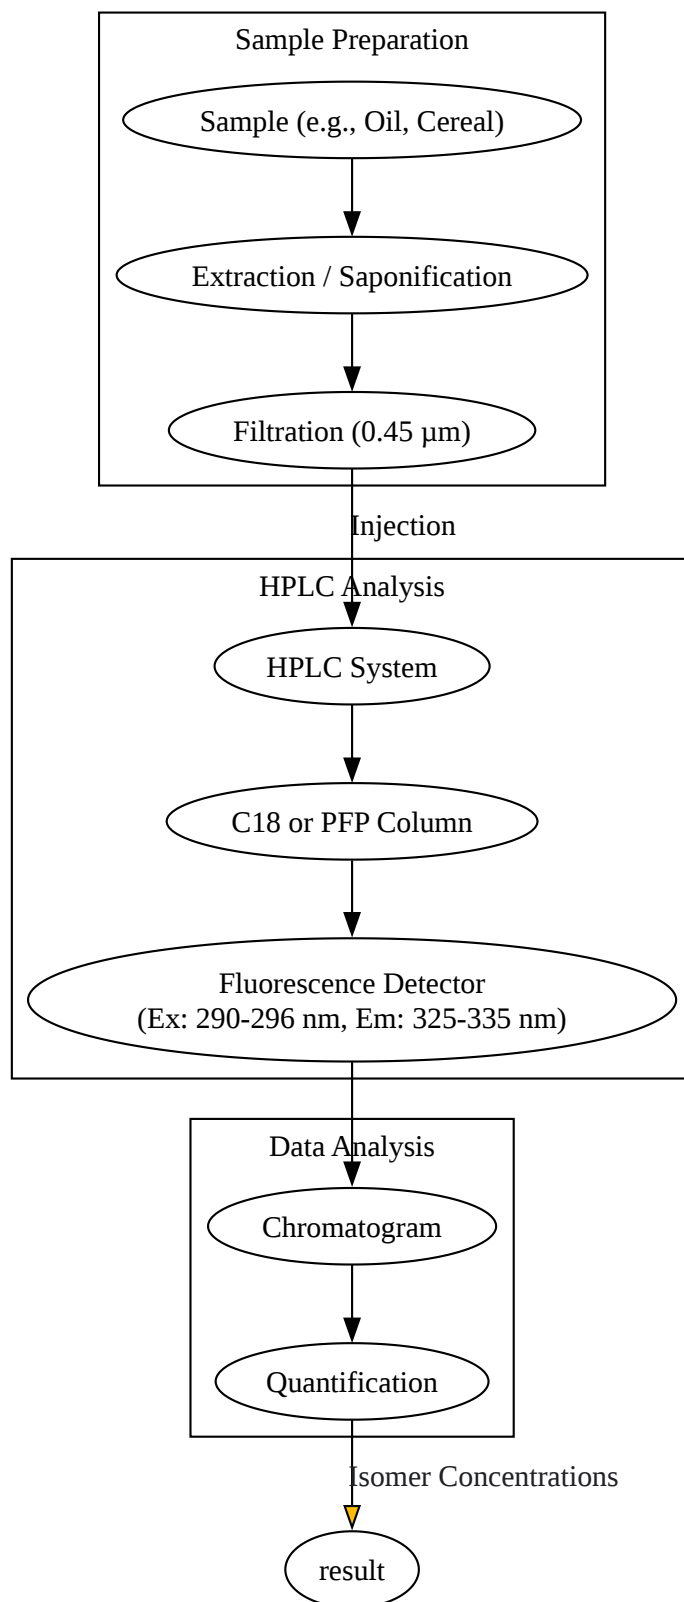 Sample Preparation
Sample (e.g., Oil, Cereal)
Extraction / Saponification
Filtration (0.45 µm)
Injection
HPLC Analysis
HPLC System
C18 or PFP Column
Fluorescence Detector
(Ex: 290-296 nm, Em: 325-335 nm)
Data Analysis
Chromatogram
Quantification
Isomer Concentrations
result